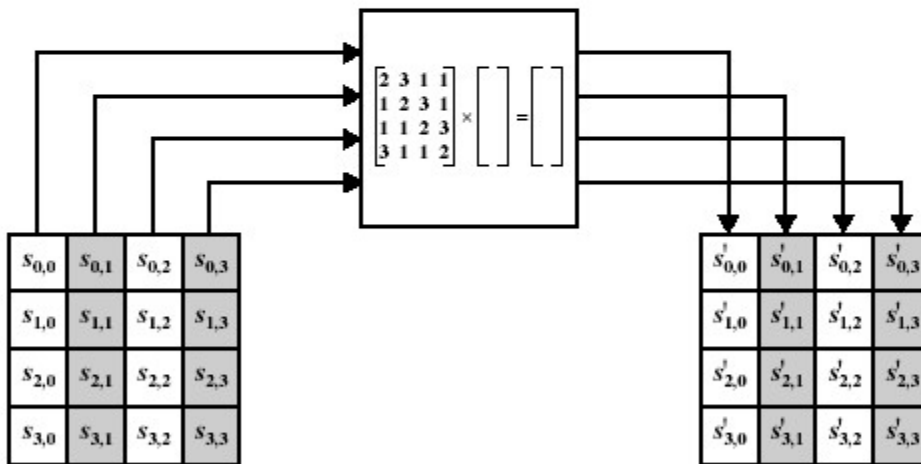 2 3 1 1
1 2 3 1
1 1 2 3
3 1 1 2
× =
s0,0 s0,1 s0,2 s0,3
s1,0 s1,1 s1,2 s1,3
s2,0 s2,1 s2,2 s2,3
s3,0 s3,1 s3,2 s3,3
s'0,0 s'0,1 s'0,2 s'0,3
s'1,0 s'1,1 s'1,2 s'1,3
s'2,0 s'2,1 s'2,2 s'2,3
s'3,0 s'3,1 s'3,2 s'3,3